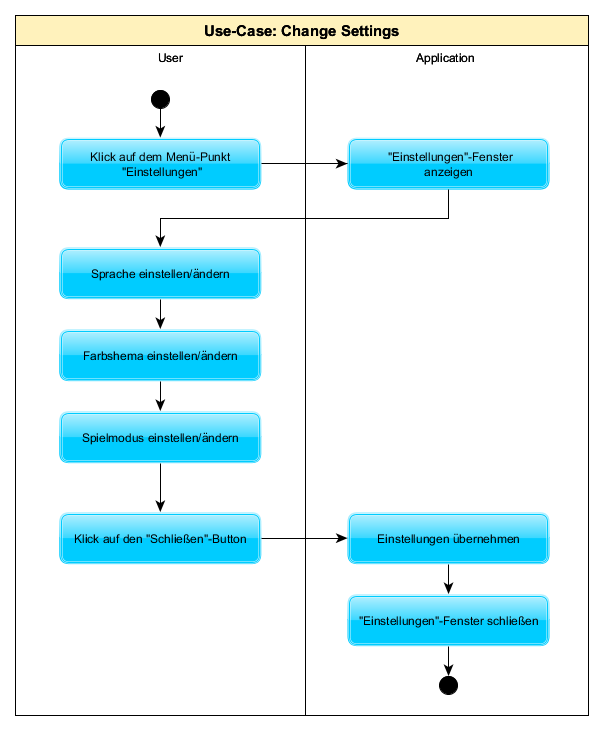 Use-Case: Change Settings
User
Application
Klick auf dem Menü-Punkt
"Einstellungen"
"Einstellungen"-Fenster
anzeigen
Sprache einstellen/ändern
Farbshema einstellen/ändern
Spielmodus einstellen/ändern
Klick auf den "Schließen"-Button
Einstellungen übernehmen
"Einstellungen"-Fenster schließen